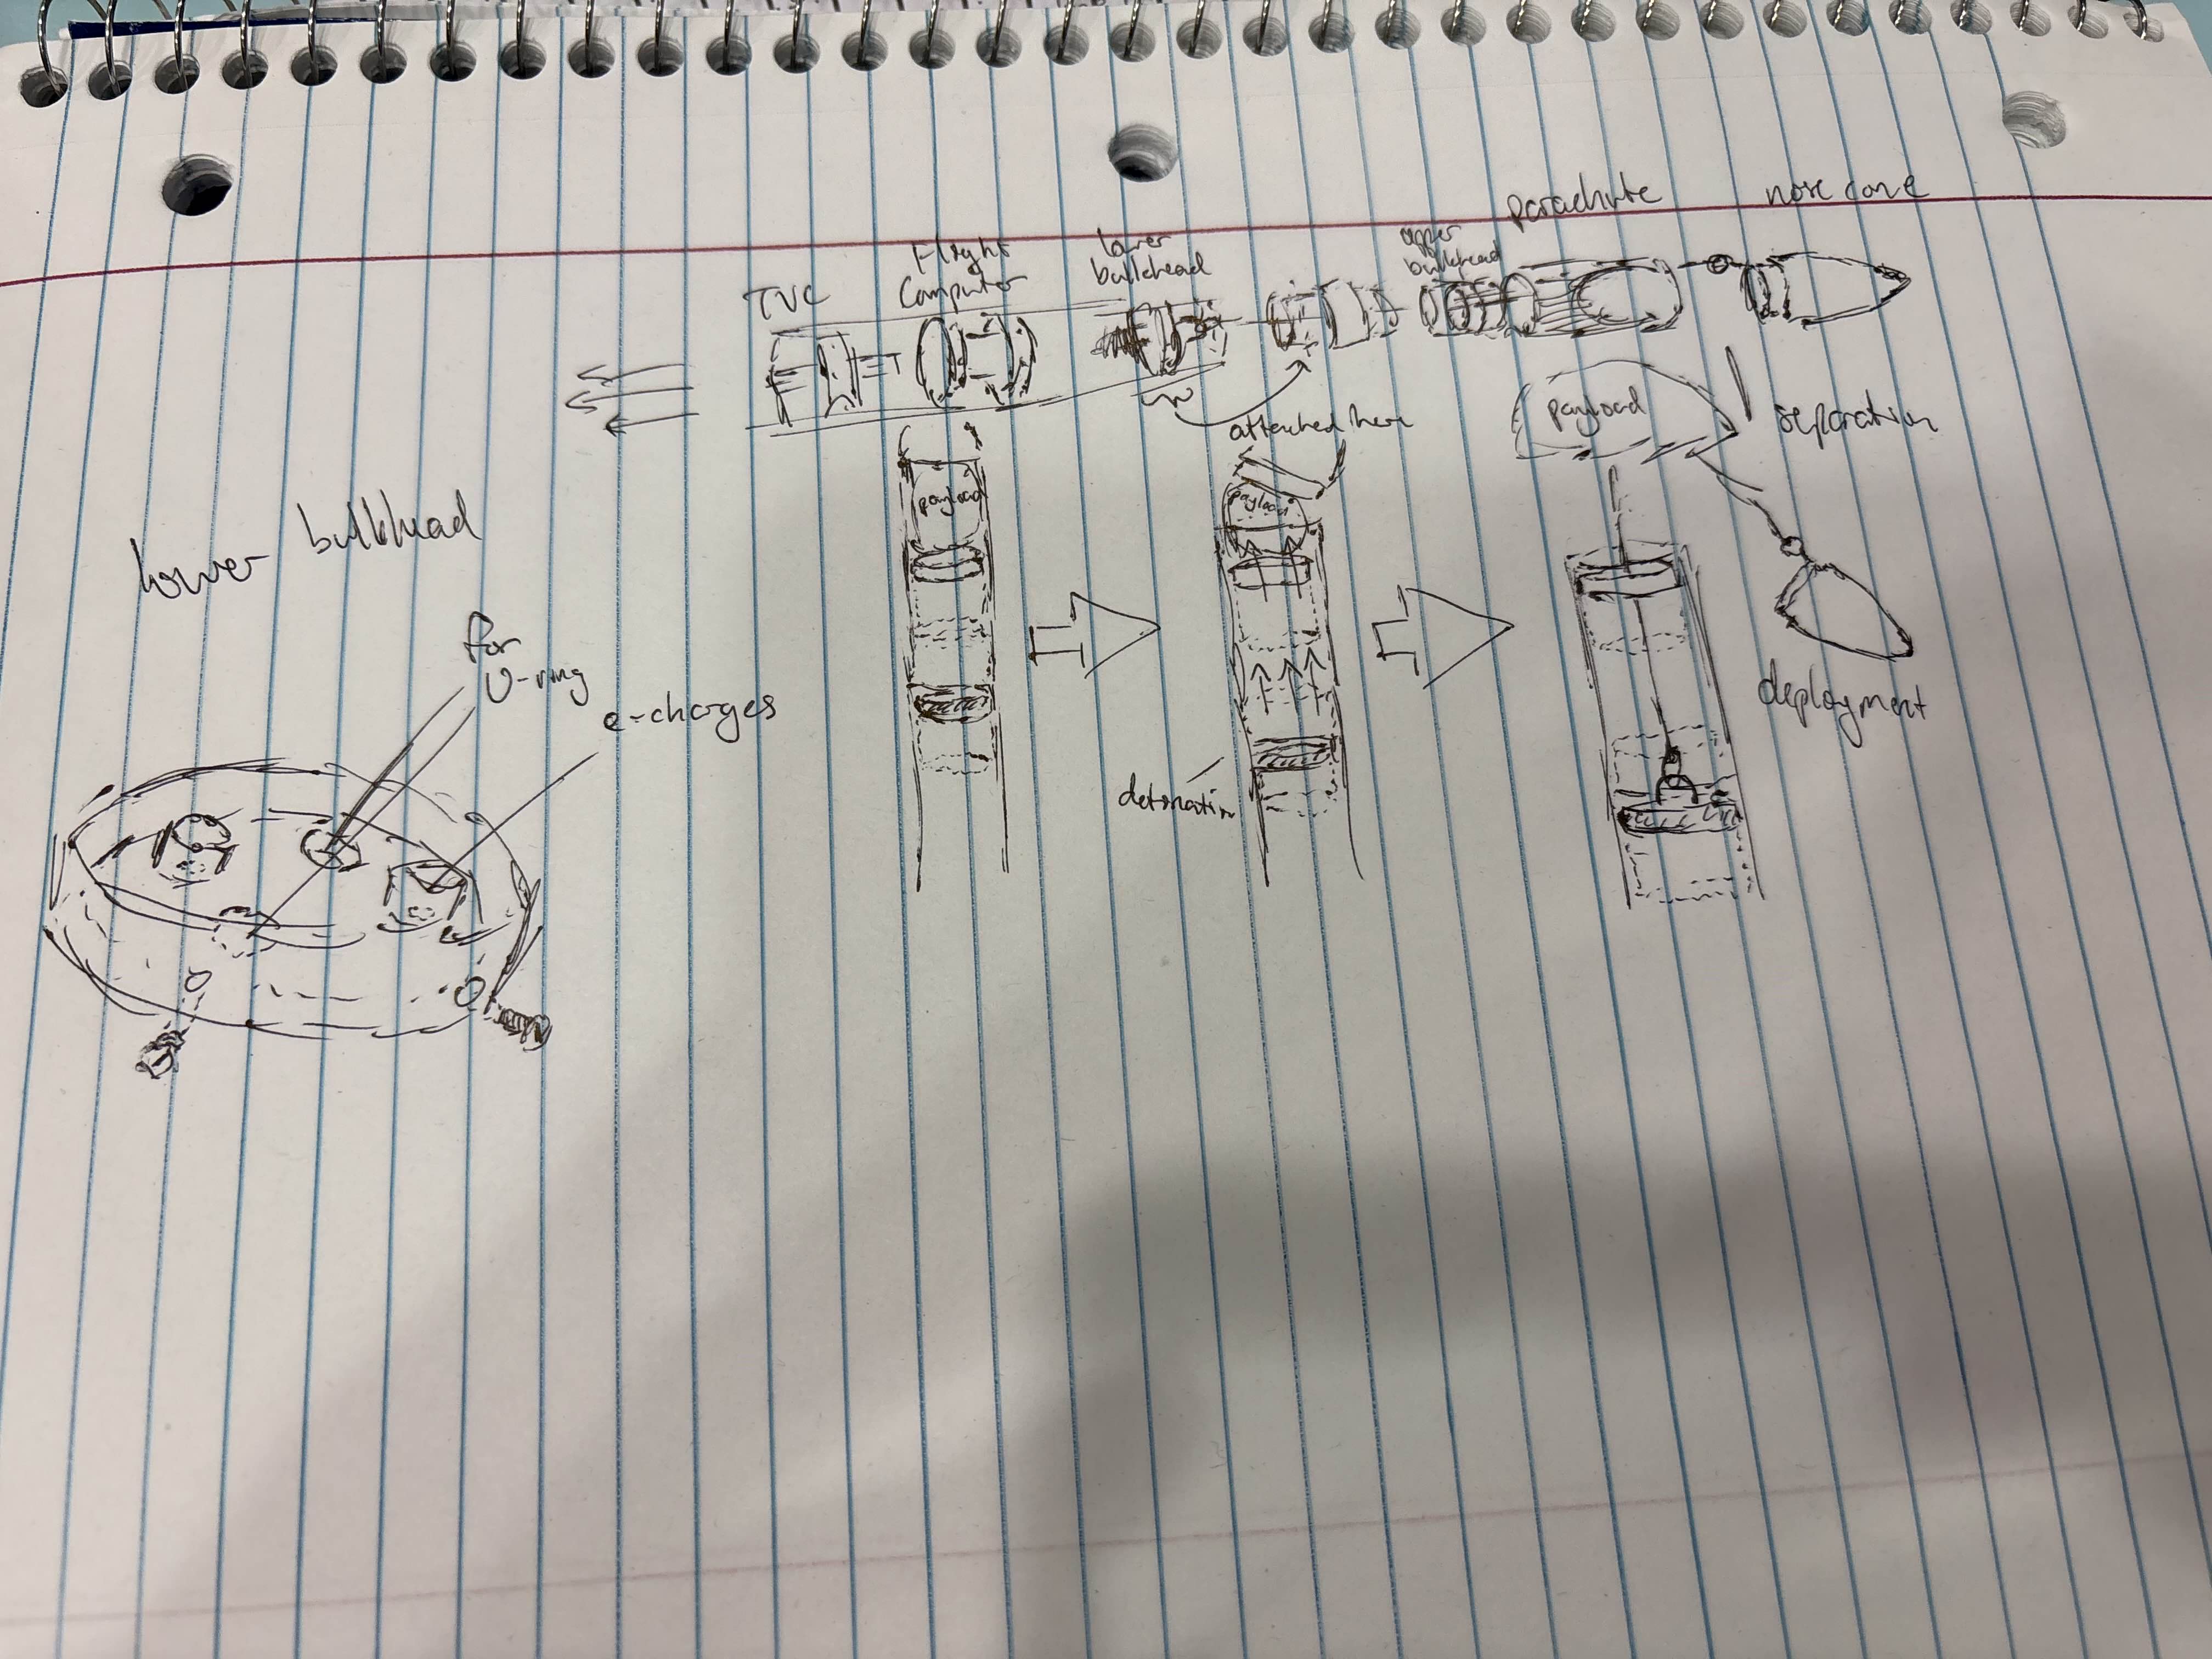 parachute
nose cone
upper
bulkhead
lower
bulkhead
Flight
Computer
TVC
attached here
payload
separation
payload
payload
lower bulkhead
for
U-ring
e-charges
detonation
deployment